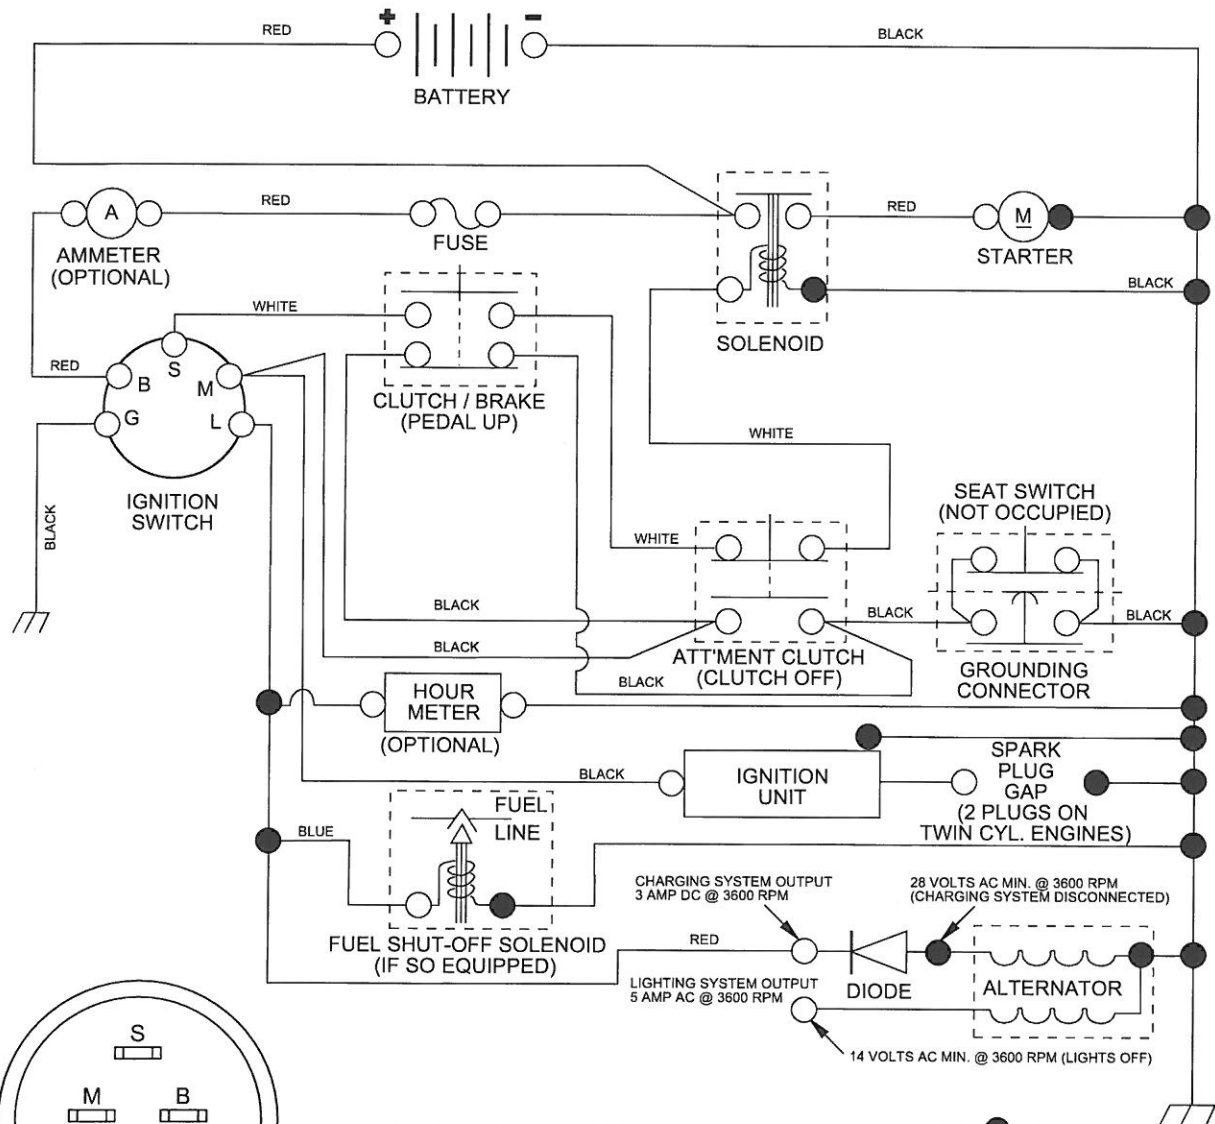 + −
RED
BLACK
BATTERY
A
RED
RED
M
AMMETER
(OPTIONAL)
FUSE
STARTER
WHITE
BLACK
SOLENOID
S
RED
B
M
G
L
CLUTCH / BRAKE
(PEDAL UP)
WHITE
IGNITION
SWITCH
BLACK
SEAT SWITCH
(NOT OCCUPIED)
WHITE
BLACK
BLACK
BLACK
BLACK
ATT'MENT CLUTCH
(CLUTCH OFF)
BLACK
GROUNDING
CONNECTOR
HOUR
METER
(OPTIONAL)
BLACK
IGNITION
UNIT
SPARK
PLUG
GAP
(2 PLUGS ON
TWIN CYL. ENGINES)
FUEL
LINE
BLUE
CHARGING SYSTEM OUTPUT
3 AMP DC @ 3600 RPM
28 VOLTS AC MIN. @ 3600 RPM
(CHARGING SYSTEM DISCONNECTED)
FUEL SHUT-OFF SOLENOID
(IF SO EQUIPPED)
RED
LIGHTING SYSTEM OUTPUT
5 AMP AC @ 3600 RPM
DIODE
ALTERNATOR
14 VOLTS AC MIN. @ 3600 RPM (LIGHTS OFF)
S
M
B